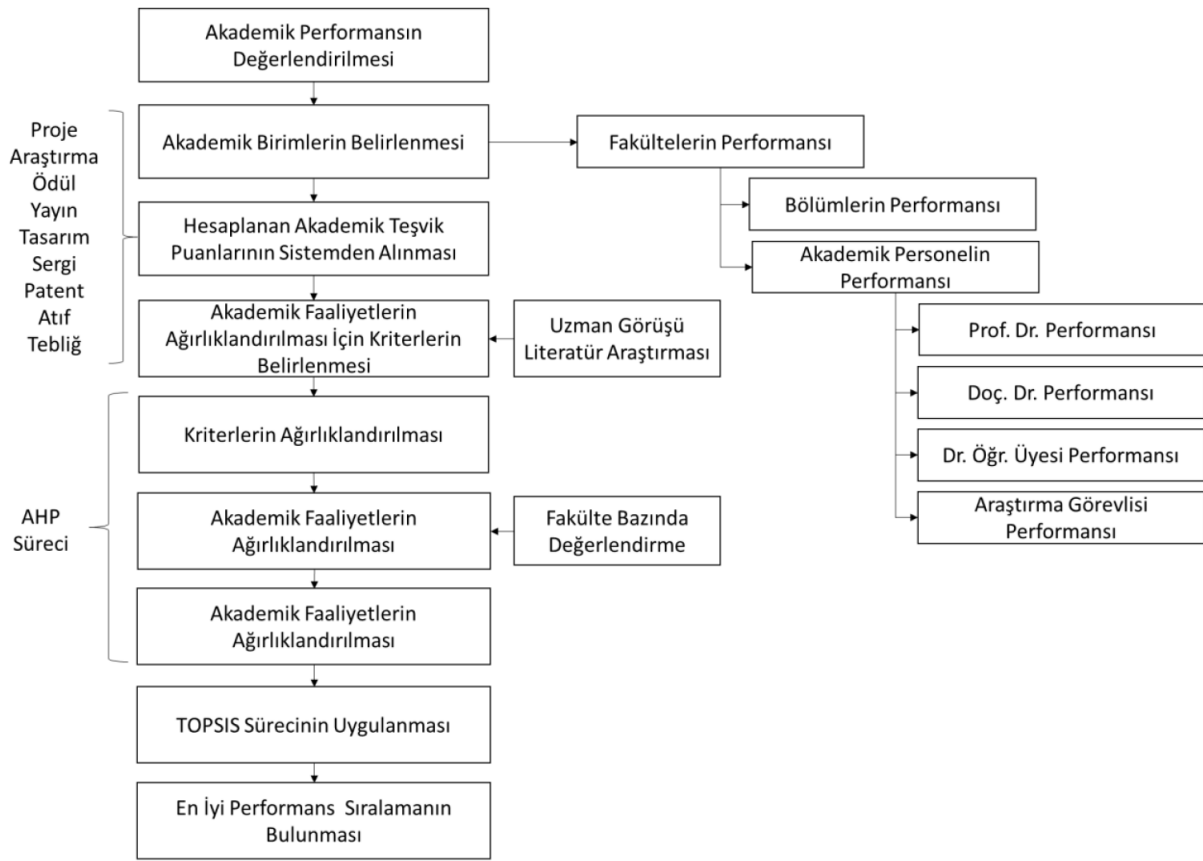 Akademik Performansın
Değerlendirilmesi
Proje
Araştırma
Ödül
Yayın
Tasarım
Sergi
Patent
Atıf
Tebliğ
Akademik Birimlerin Belirlenmesi
Fakültelerin Performansı
Bölümlerin Performansı
Hesaplanan Akademik Teşvik
Puanlarının Sistemden Alınması
Akademik Personelin
Performansı
Akademik Faaliyetlerin
Ağırlıklandırılması İçin Kriterlerin
Belirlenmesi
Uzman Görüşü
Literatür Araştırması
Prof. Dr. Performansı
Doç. Dr. Performansı
Dr. Öğr. Üyesi Performansı
Araştırma Görevlisi
Performansı
AHP
Süreci
Kriterlerin Ağırlıklandırılması
Akademik Faaliyetlerin
Ağırlıklandırılması
Fakülte Bazında
Değerlendirme
Akademik Faaliyetlerin
Ağırlıklandırılması
TOPSIS Sürecinin Uygulanması
En İyi Performans  Sıralamanın
Bulunması